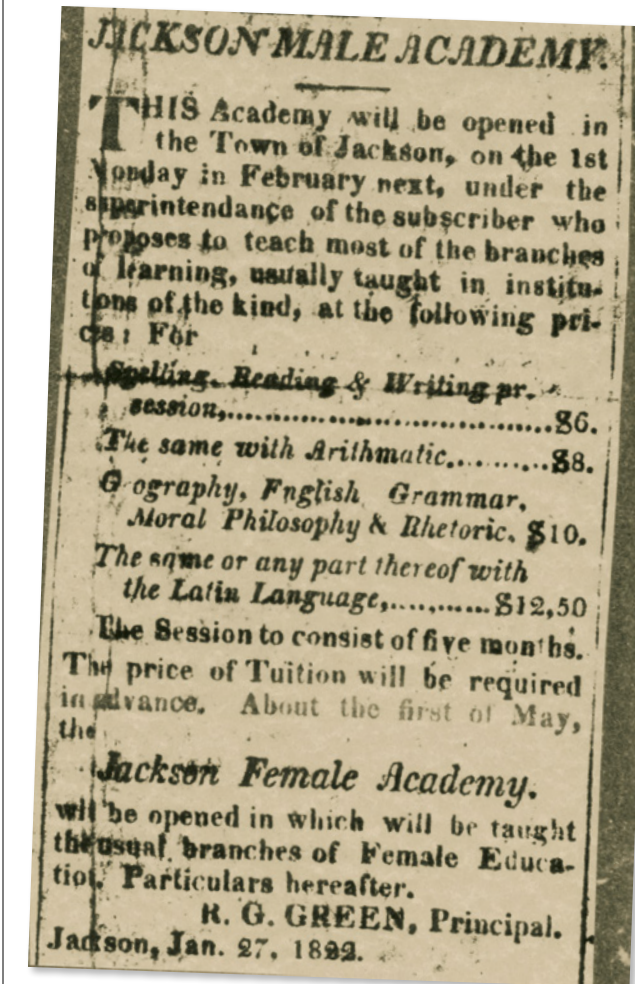 JACKSON MALE ACADEMY.
THIS Academy will be opened in
the Town of Jackson, on the 1st
Monday in February next, under the
superintendance of the subscriber who
proposes to teach most of the branches
of learning, usually taught in institu-
tions of the kind, at the following pri-
ces: For
Spelling, Reading & Writing pr.
session,..................................$6.
The same with Arithmatic...........$8.
Geography, English Grammar,
Moral Philosophy & Rhetoric. $10.
The same or any part thereof with
the Latin Language,...........$12,50
The Session to consist of five months.
The price of Tuition will be required
in advance. About the first of May,
the
Jackson Female Academy.
will be opened in which will be taught
the usual branches of Female Educa-
tion. Particulars hereafter.
R. G. GREEN, Principal.
Jackson, Jan. 27,